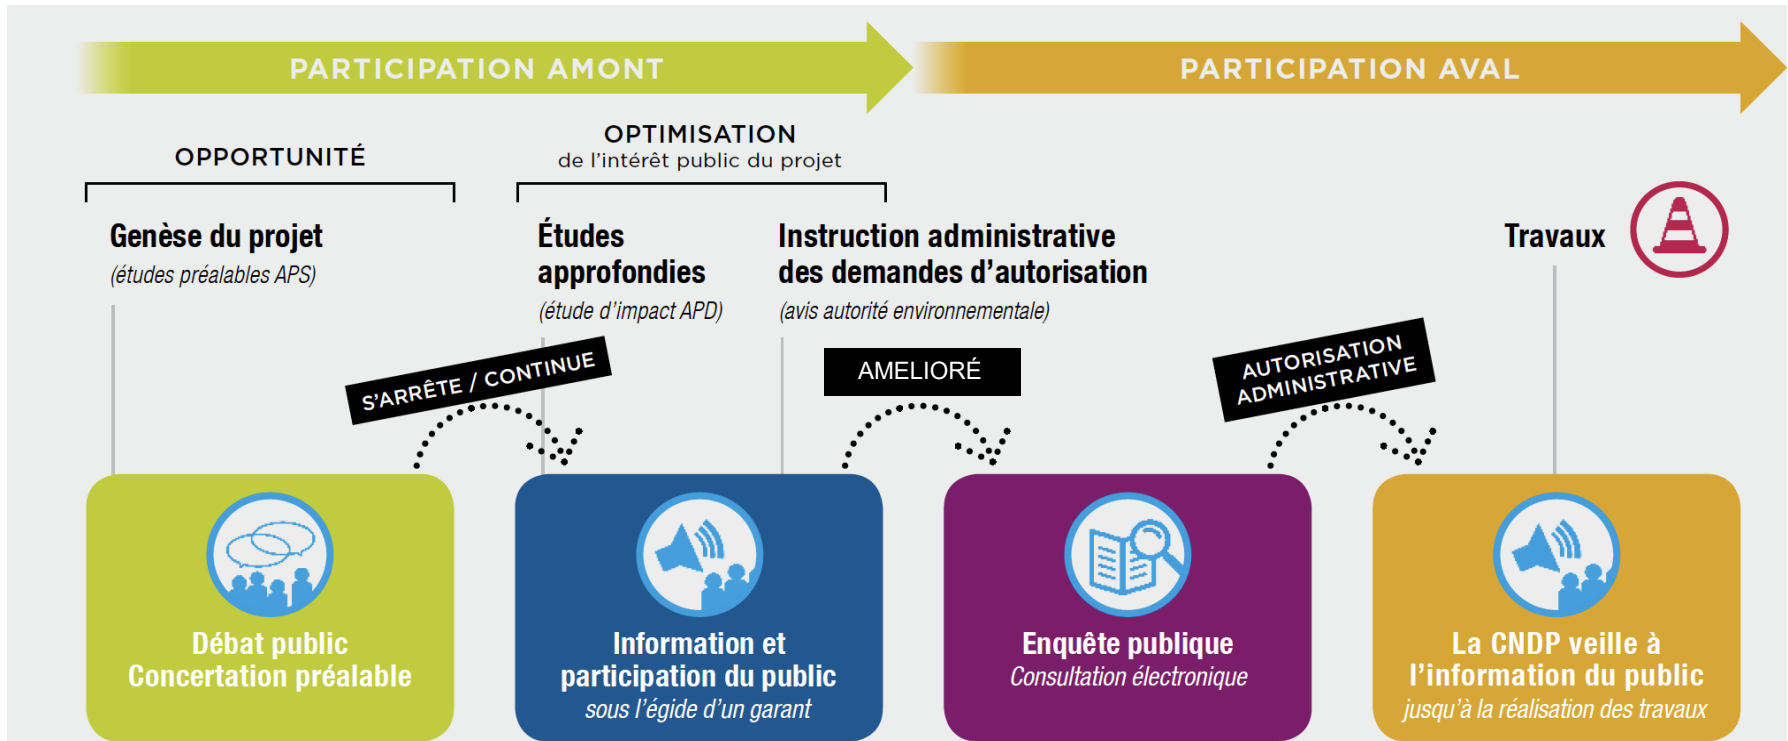 PARTICIPATION AMONT
PARTICIPATION AVAL
OPPORTUNITÉ
OPTIMISATION
de l’intérêt public du projet
Genèse du projet
(études préalables APS)
Études
approfondies
(étude d’impact APD)
Instruction administrative
des demandes d’autorisation
(avis autorité environnementale)
Travaux
S’ARRÊTE / CONTINUE
AMELIORÉ
AUTORISATION
ADMINISTRATIVE
Débat public
Concertation préalable
Information et
participation du public
sous l’égide d’un garant
Enquête publique
Consultation électronique
La CNDP veille à
l’information du public
jusqu’à la réalisation des travaux